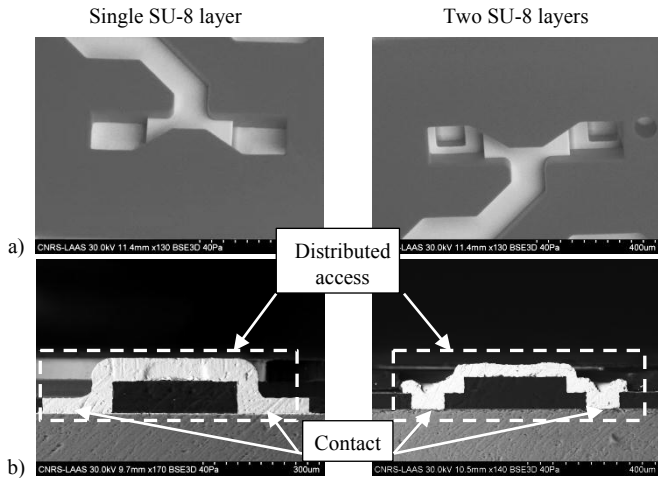 Single SU-8 layer
Two SU-8 layers
a)
CNRS-LAAS 30.0kV 11.4mm x130 BSE3D 40Pa
CNRS-LAAS 30.0kV 11.4mm x130 BSE3D 40Pa 400um
Distributed
access
Contact
b)
CNRS-LAAS 30.0kV 9.7mm x170 BSE3D 40Pa 300um
CNRS-LAAS 30.0kV 10.5mm x140 BSE3D 40Pa 400um